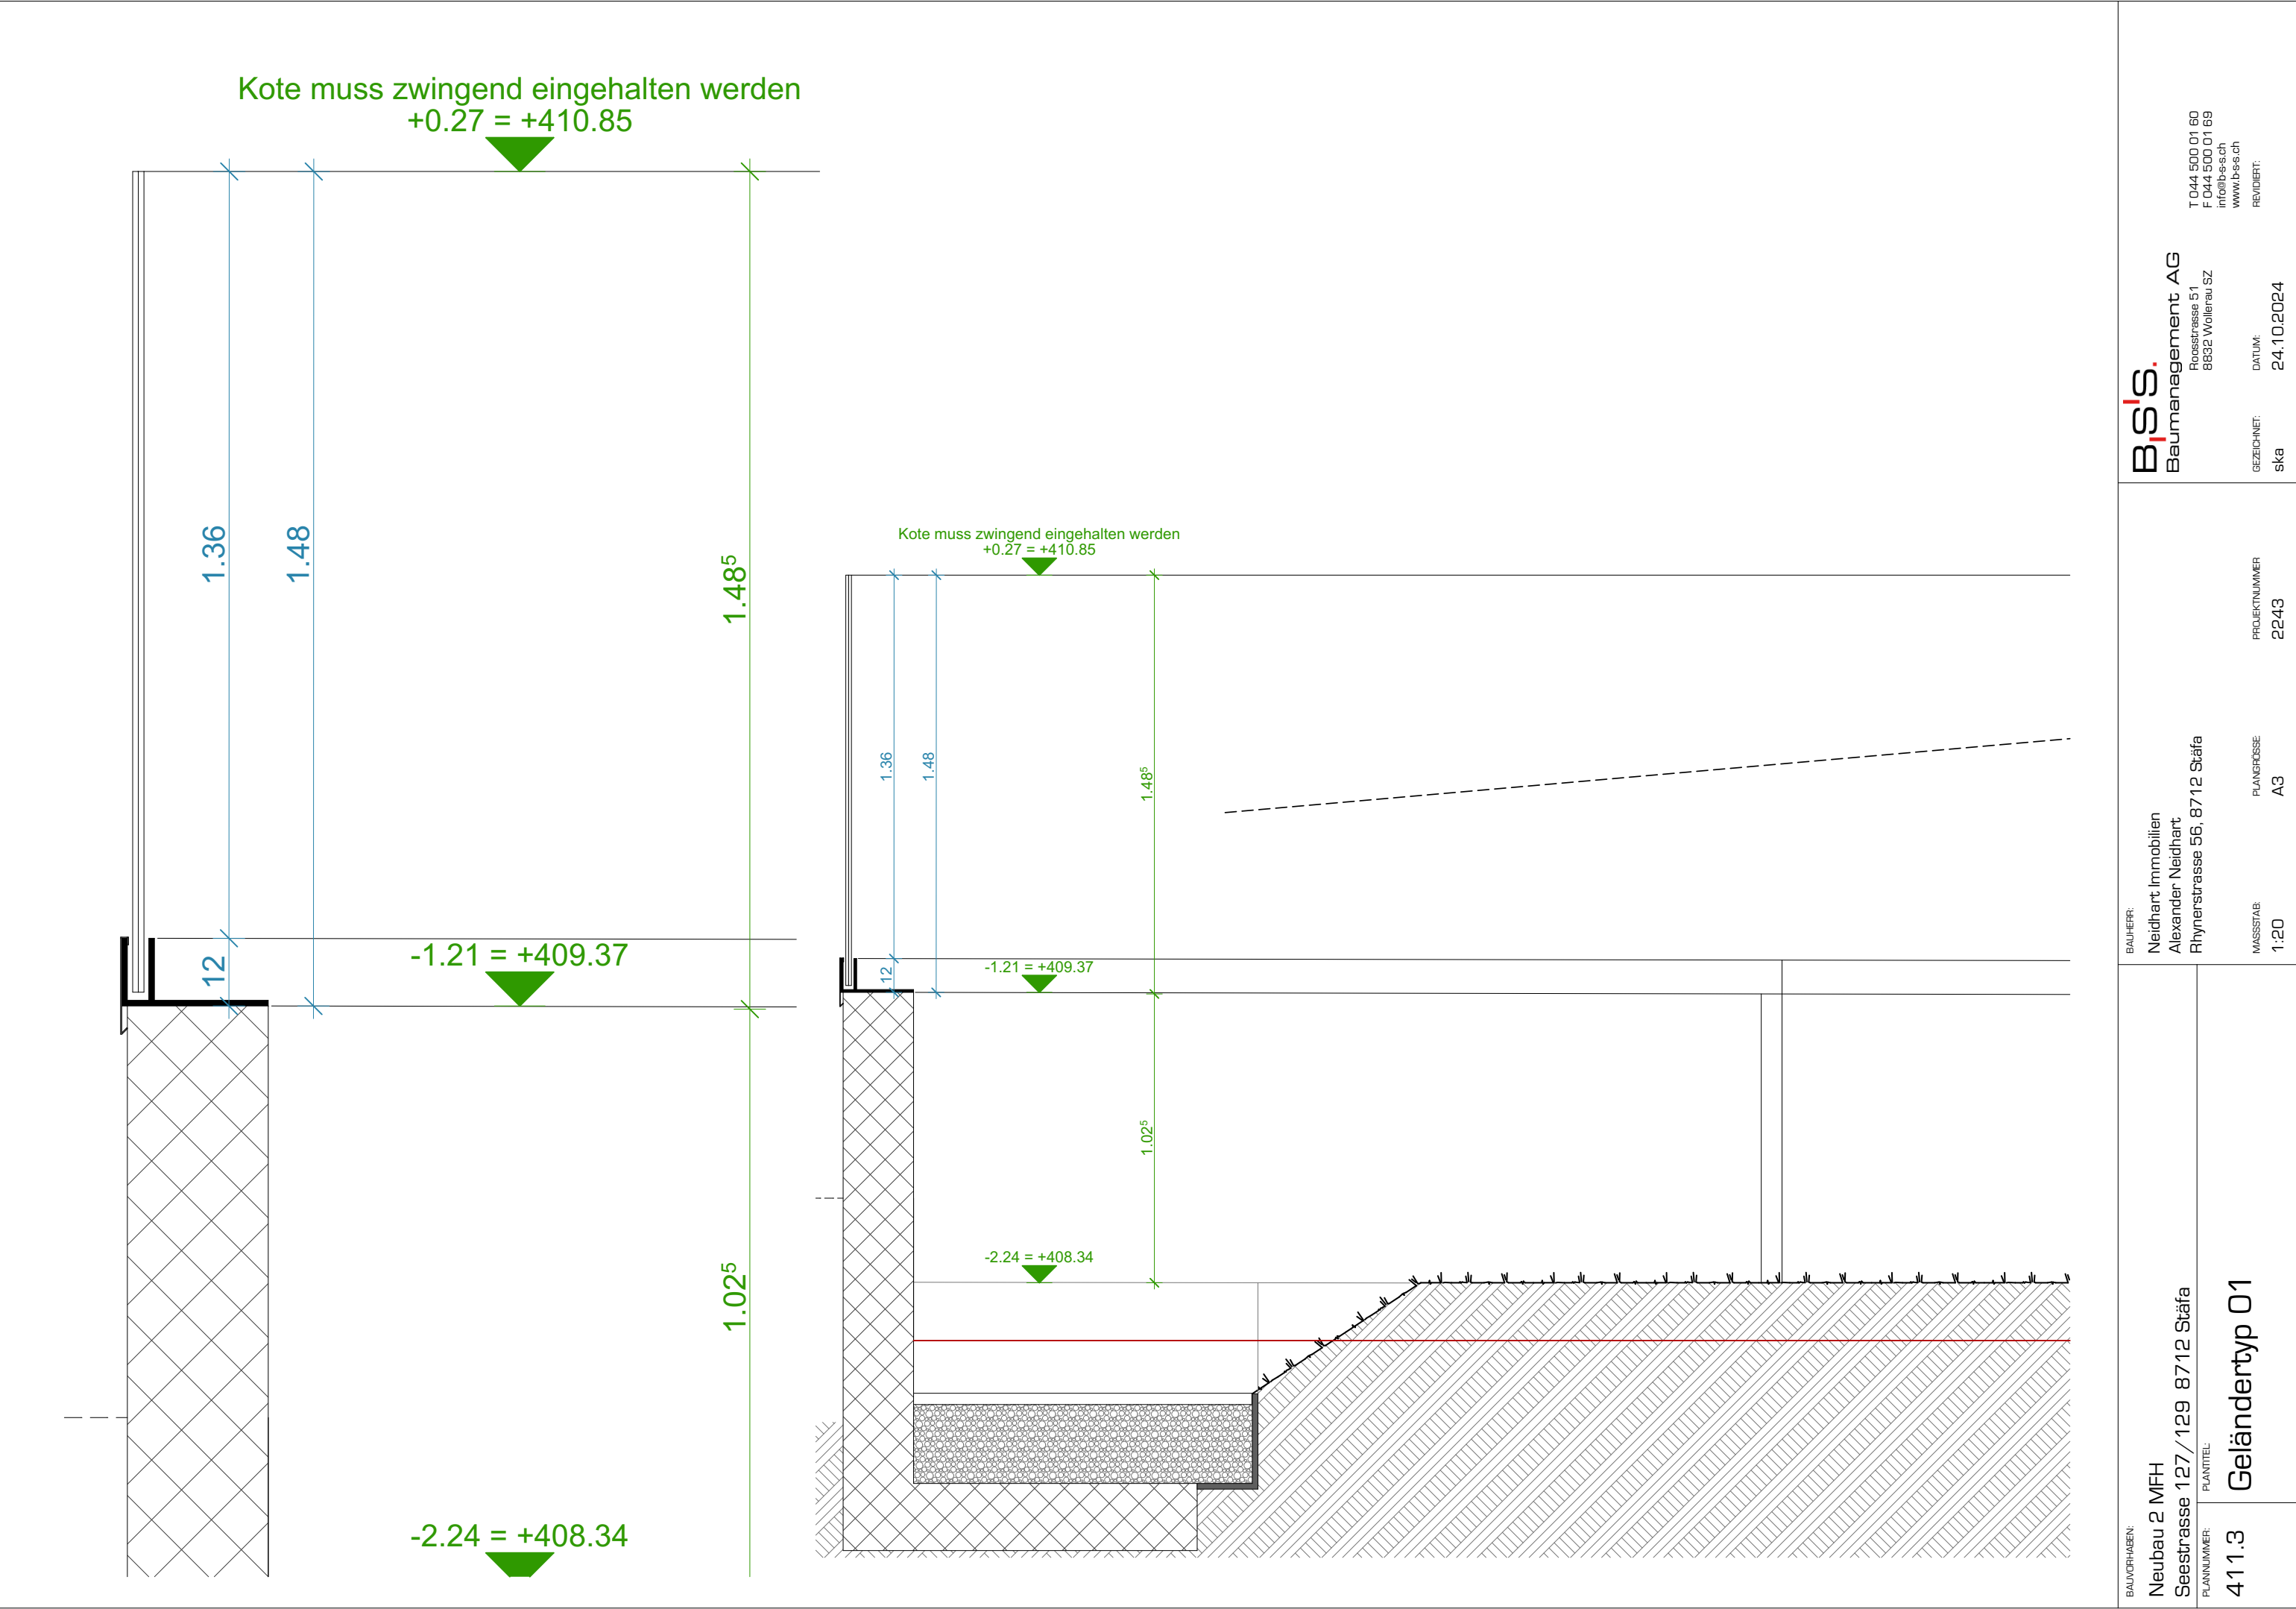 Kote muss zwingend eingehalten werden
+0.27 = +410.85
1.36
1.48
1.48⁵
12
-1.21 = +409.37
1.02⁵
-2.24 = +408.34
Kote muss zwingend eingehalten werden
+0.27 = +410.85
1.36
1.48
1.48⁵
12
-1.21 = +409.37
1.02⁵
-2.24 = +408.34
BAUVORHABEN:
Neubau 2 MFH
Seestrasse 127/129 8712 Stäfa
PLANNUMMER:
411.3
PLANTITEL:
Geländertyp 01
BAUHERR:
Neidhart Immobilien
Alexander Neidhart
Rhynerstrasse 56, 8712 Stäfa
MASSSTAB:
1:20
PLANGRÖSSE:
A3
PROJEKTNUMMER
2243
B|S|S.
Baumanagement AG
Roosstrasse 51
8832 Wollerau SZ
T 044 500 01 60
F 044 500 01 69
info@b-s-s.ch
www.b-s-s.ch
GEZEICHNET:
ska
DATUM:
24.10.2024
REVIDIERT: